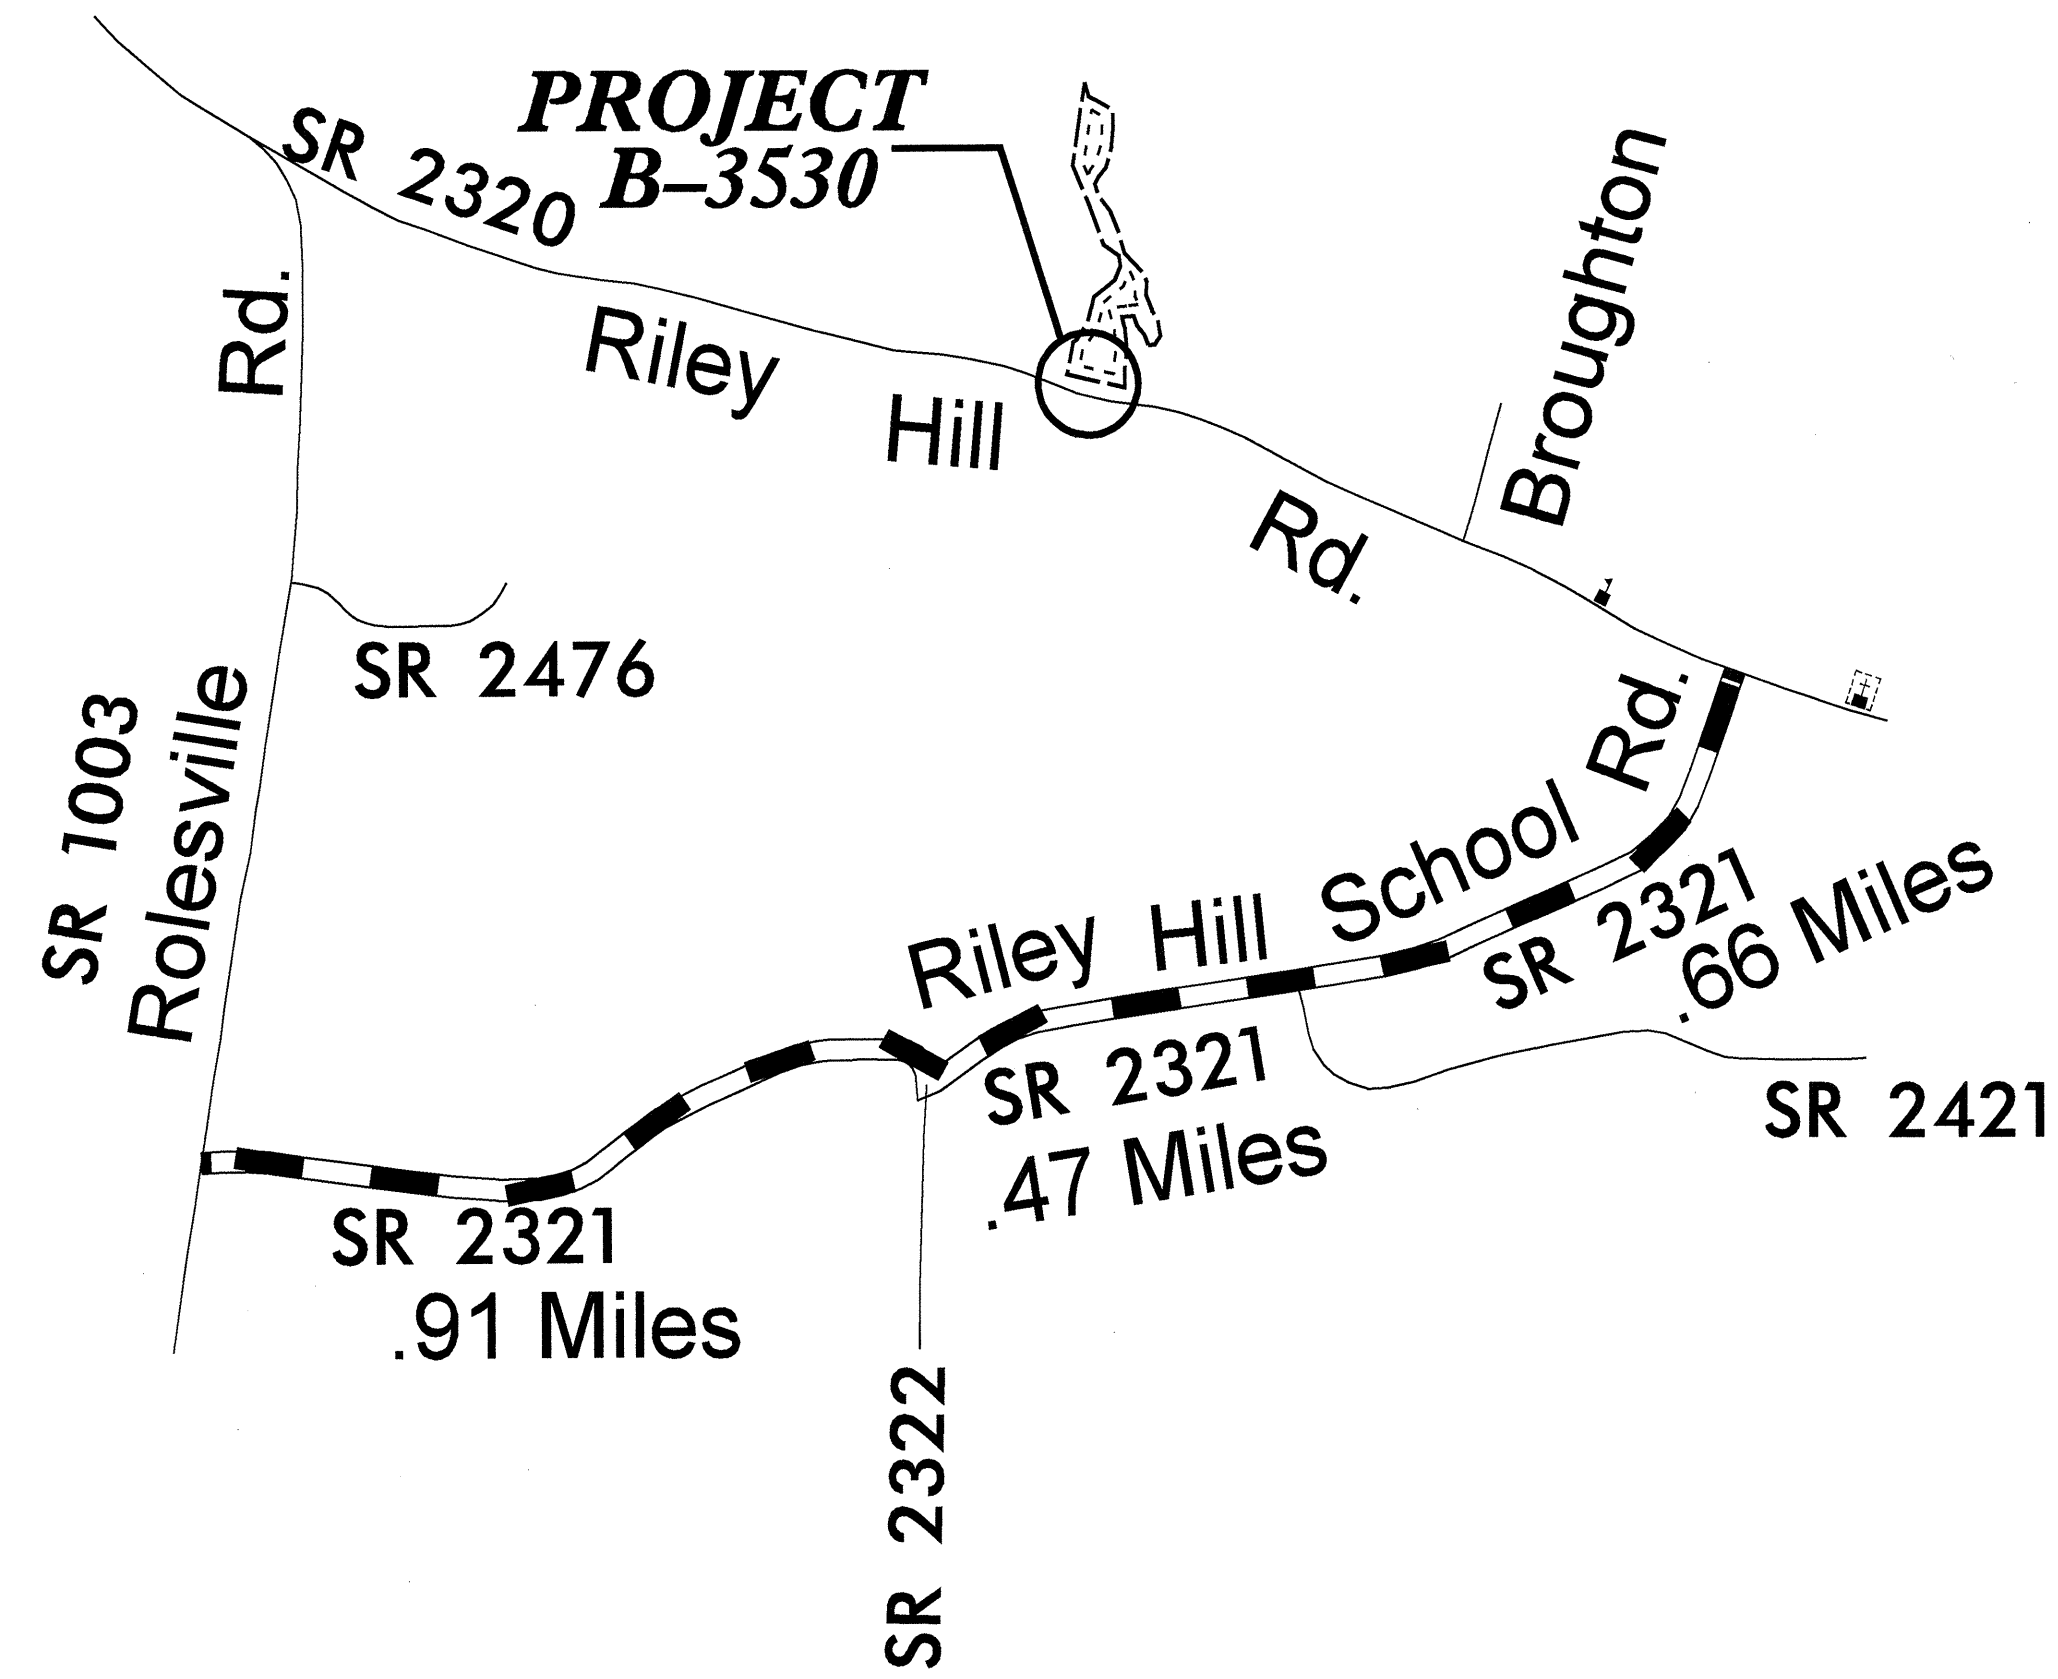 PROJECT
B–3530
SR 2320
Riley Hill Rd.
Broughton
Rd.
Rolesville
SR 1003
SR 2476
Riley Hill School Rd.
SR 2321
.66 Miles
SR 2321
.47 Miles
SR 2421
SR 2321
.91 Miles
SR 2322